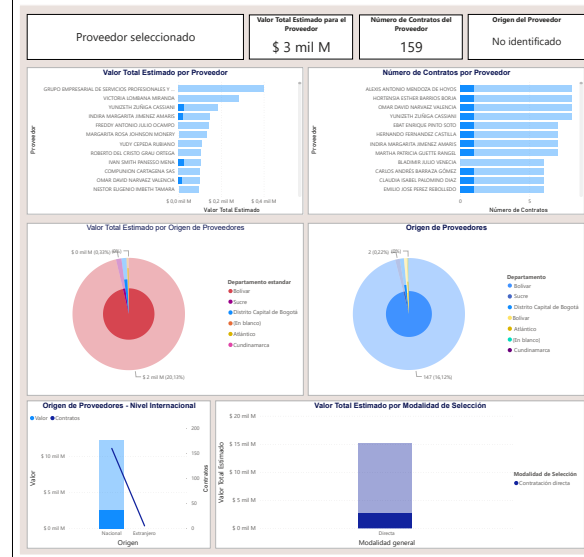 Proveedor seleccionado
Valor Total Estimado para el
Proveedor
$ 3 mil M
Número de Contratos del
Proveedor
159
Origen del Proveedor
No identificado
Valor Total Estimado por Proveedor
Proveedor
GRUPO EMPRESARIAL DE SERVICIOS PROFESIONALES Y ...
VICTORIA LOMBANA MIRANDA
YUNIZETH ZUÑIGA CASSIANI
INDIRA MARGARITA JIMENEZ AMARIS
FREDDY ANTONIO JULIO OCAMPO
MARGARITA ROSA JOHNSON MONERY
YUDY CEPEDA RUBIANO
ROBERTO DEL CRISTO GRAU ORTEGA
IVAN SMITH PANESSO MENA
COMPUNION CARTAGENA SAS
OMAR DAVID NARVAEZ VALENCIA
NESTOR EUGENIO IMBETH TAMARA
$ 0,0 mil M
$ 0,2 mil M
$ 0,4 mil M
Valor Total Estimado
Número de Contratos por Proveedor
Proveedor
ALEXIS ANTONIO MENDOZA DE HOYOS
HORTENSIA ESTHER BARRIOS BORJA
OMAR DAVID NARVAEZ VALENCIA
YUNIZETH ZUÑIGA CASSIANI
EBAT ENRIQUE PINTO SOTO
HERNANDO FERNANDEZ CASTILLA
INDIRA MARGARITA JIMENEZ AMARIS
MARTHA PATRICIA GUETTE RANGEL
BLADIMIR JULIO VENECIA
CARLOS ANDRÉS BARRAZA GÓMEZ
CLAUDIA ISABEL PALOMINO DIAZ
EMILIO JOSE PEREZ REBOLLEDO
0
5
Número de Contratos
Valor Total Estimado por Origen de Proveedores
$ 0 mil M (0,33%)
$ 2 mil M (20,13%)
Departamento estandar
Bolivar
Sucre
Distrito Capital de Bogotá
(En blanco)
Atlántico
Cundinamarca
Origen de Proveedores
2 (0,22%)
147 (16,12%)
Departamento
Bolivar
Sucre
Distrito Capital de Bogotá
Bolivar
Atlántico
(En blanco)
Cundinamarca
Origen de Proveedores - Nivel Internacional
Valor
Contratos
Valor
$ 10 mil M
$ 5 mil M
$ 0 mil M
200
150
100
50
0
Contratos
Nacional
Extranjero
Origen
Valor Total Estimado por Modalidad de Selección
Valor Total Estimado
$ 20 mil M
$ 15 mil M
$ 10 mil M
$ 5 mil M
$ 0 mil M
Directa
Modalidad general
Modalidad de Selección
Contratación directa